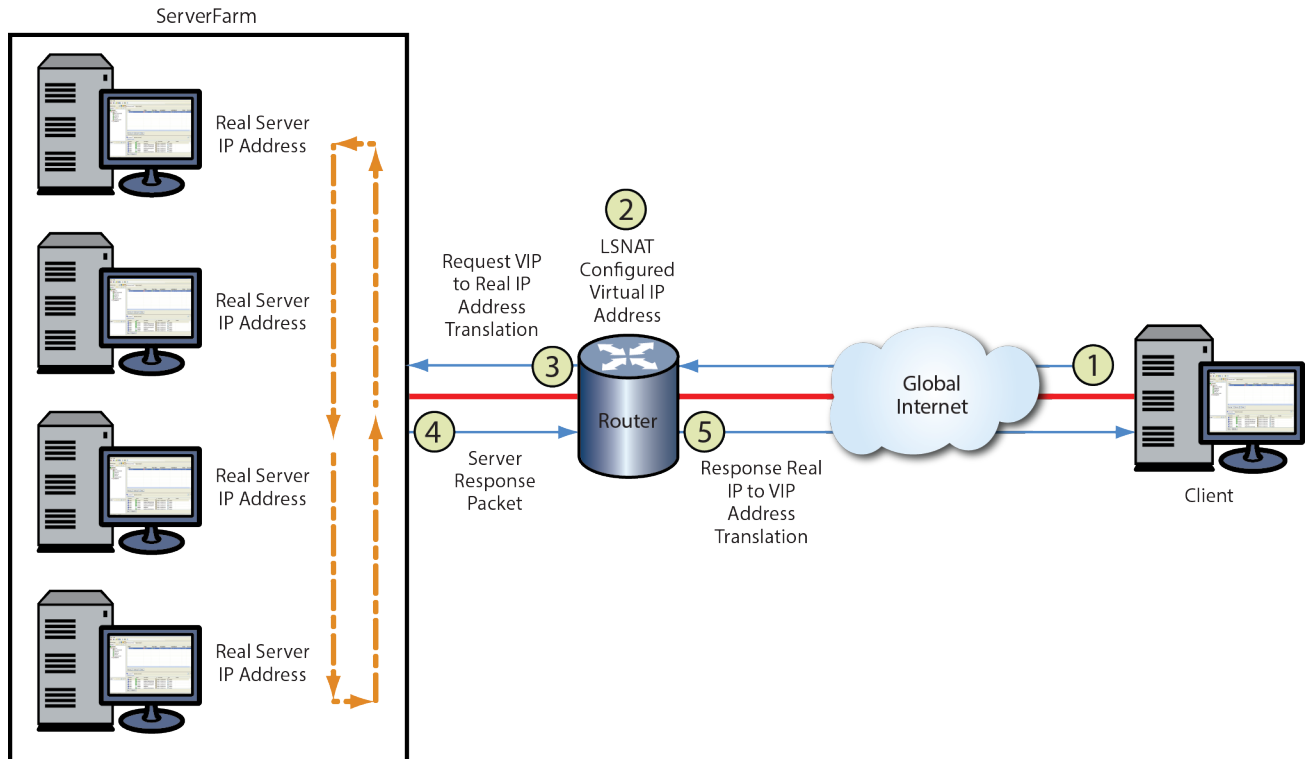 ServerFarm
Real Server
IP Address
Real Server
IP Address
Real Server
IP Address
Real Server
IP Address
Request VIP
to Real IP
Address
Translation
3
2
LSNAT
Configured
Virtual IP
Address
Router
4
Server
Response
Packet
5
Response Real
IP to VIP
Address
Translation
Global
Internet
1
Client